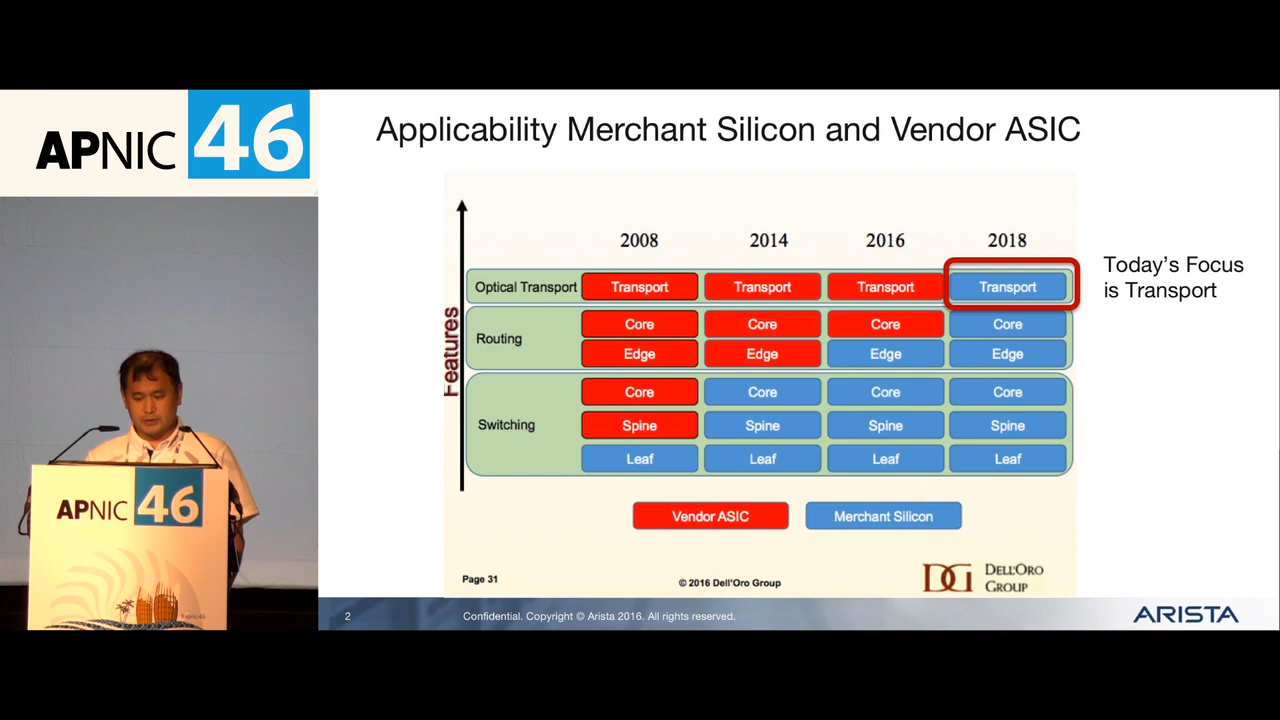 APNIC 46
Applicability Merchant Silicon and Vendor ASIC
2008 2014 2016 2018
Today's Focus
is Transport
Features
Optical Transport Transport Transport Transport Transport
Routing
Core Core Core Core
Edge Edge Edge Edge
Switching
Core Core Core Core
Spine Spine Spine Spine
Leaf Leaf Leaf Leaf
Vendor ASIC Merchant Silicon
Page 31
© 2016 Dell'Oro Group
DG DELL'ORO
GROUP
2 Confidential. Copyright © Arista 2016. All rights reserved.
ARISTA
APNIC 46
#apnic46